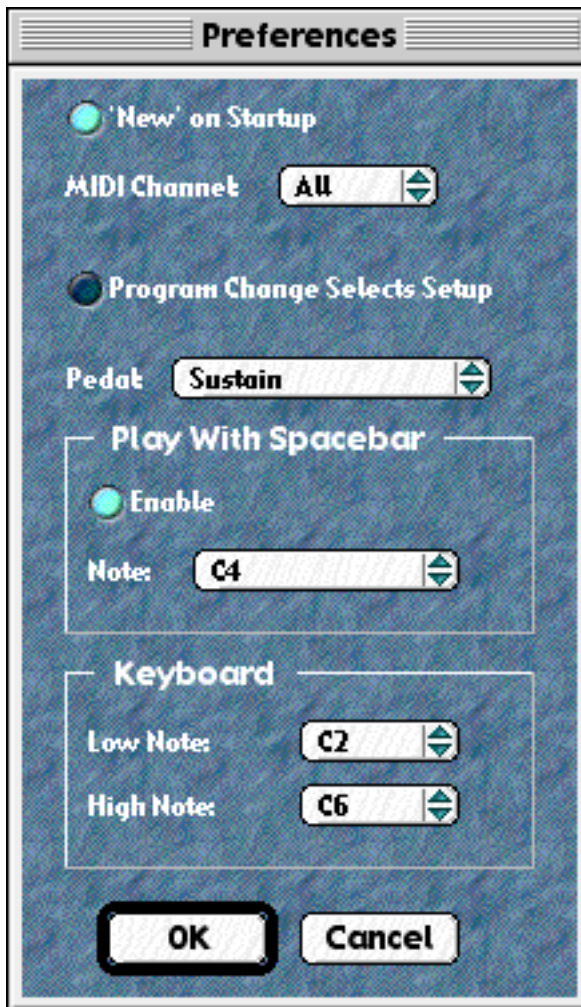 Preferences
'New' on Startup
MIDI Channel: All
Program Change Selects Setup
Pedal: Sustain
Play With Spacebar
Enable
Note: C4
Keyboard
Low Note: C2
High Note: C6
OK Cancel